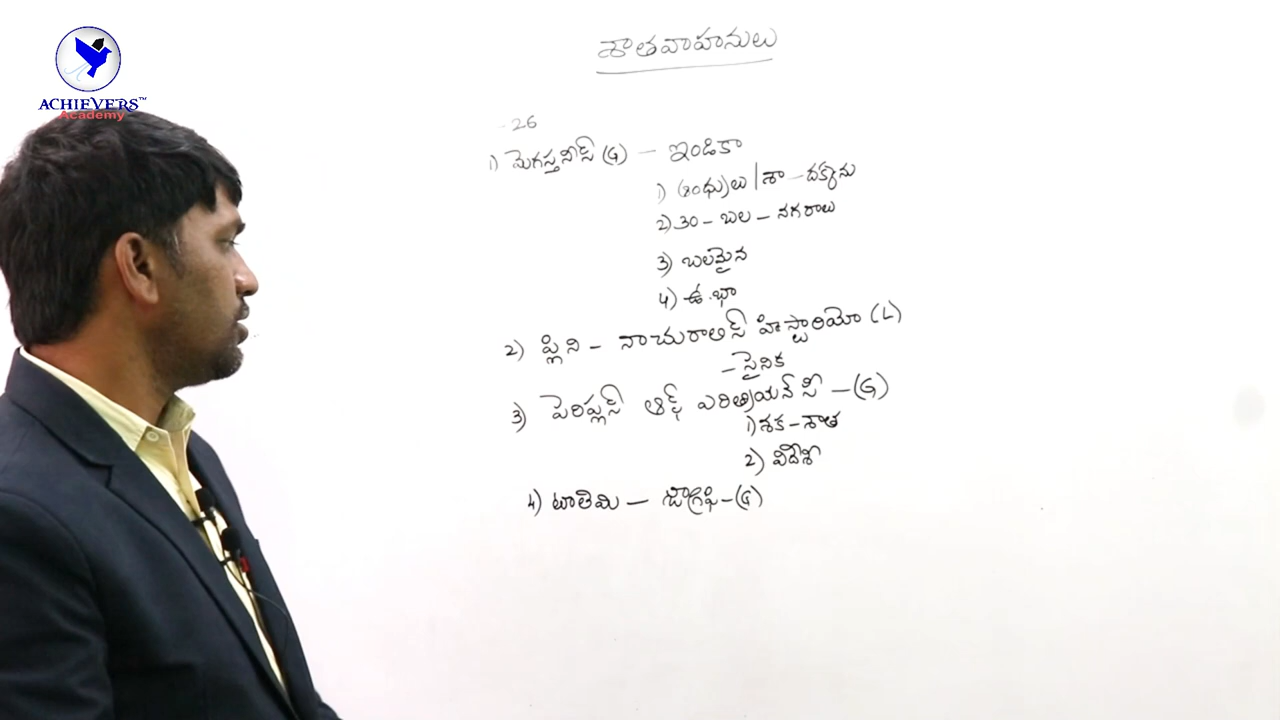 ACHIEVERS™
Academy
శాతవాహనులు
-26
1) మెగస్తనీస్ (G) – ఇండికా
1) ఆంధ్రులు / శా – దక్కను
2) 30 – బల – నగరాలు
3) బలమైన
4) ఉ.భా
2) ప్లిని – నాచురాలిస్ హిస్టారియో (L)
– సైనిక
3) పెరిప్లస్ ఆఫ్ ఎరిత్రియన్ సీ – (G)
1) శక – శాత
2) విదేశీ
4) టాలెమి – జాగ్రఫి – (G)